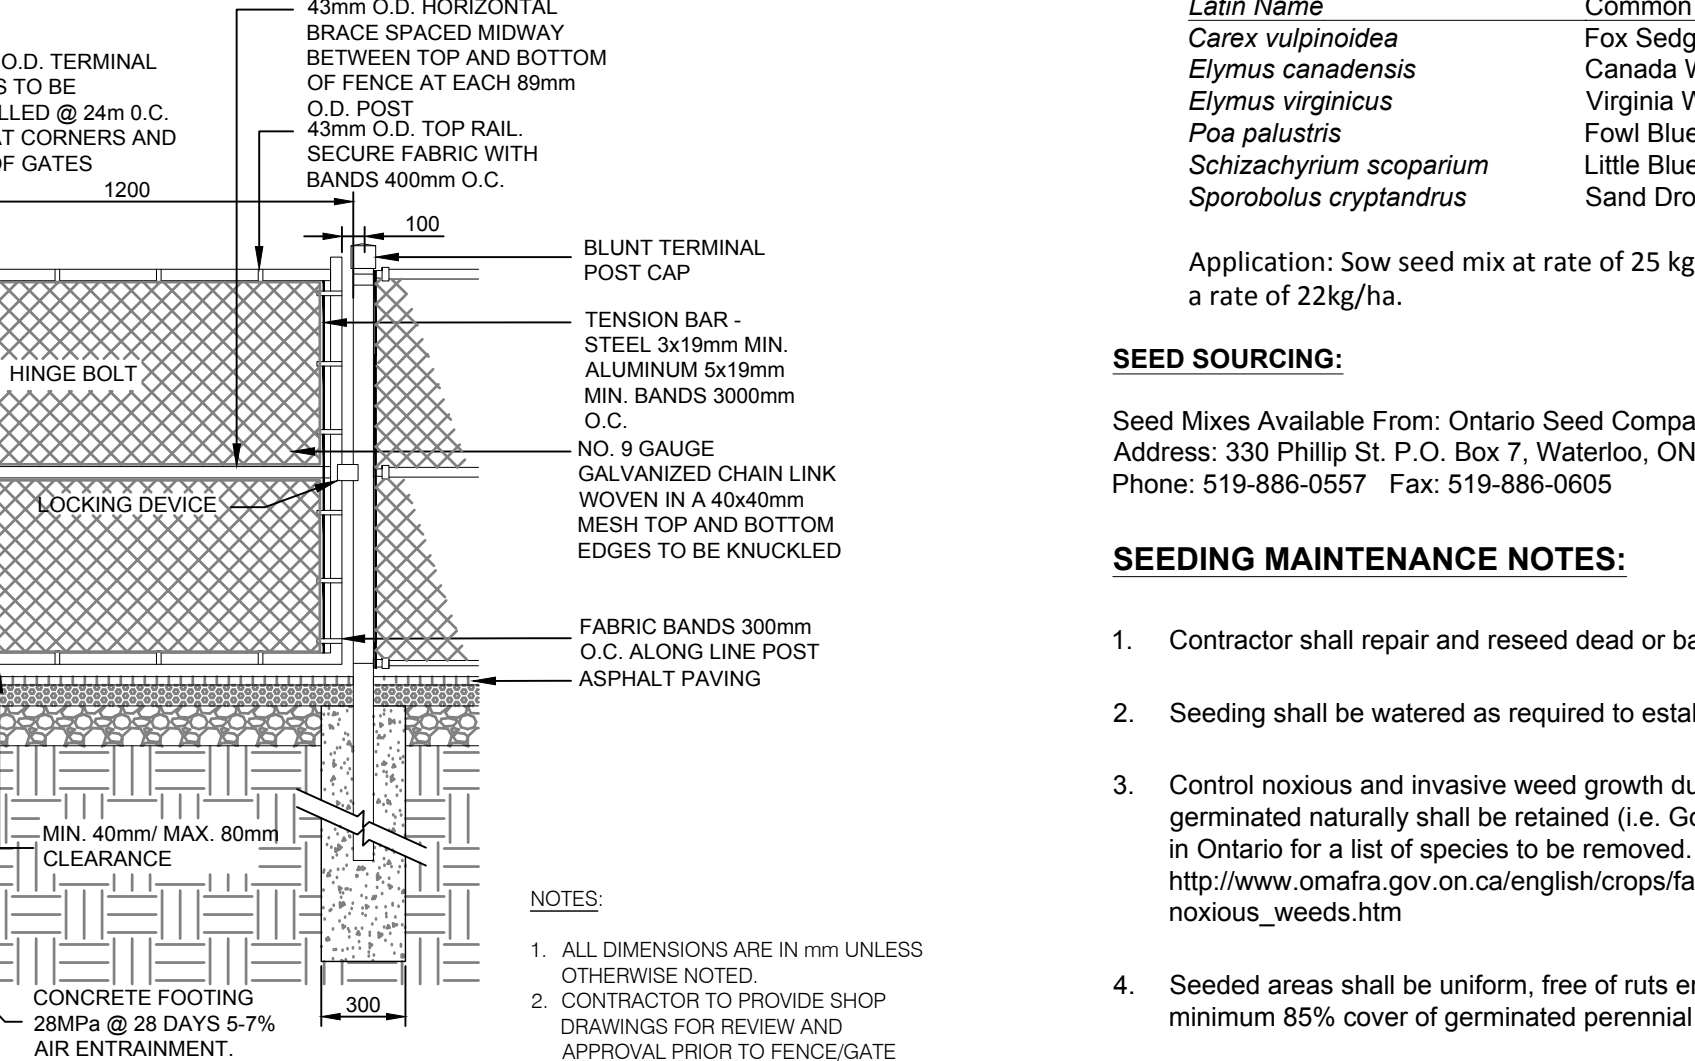 43mm O.D. HORIZONTAL
BRACE SPACED MIDWAY
BETWEEN TOP AND BOTTOM
OF FENCE AT EACH 89mm
O.D. POST
O.D. TERMINAL
TO BE
@ 24m 0.C.
AT CORNERS AND
OF GATES
43mm O.D. TOP RAIL.
SECURE FABRIC WITH
BANDS 400mm O.C.
1200
100
BLUNT TERMINAL
POST CAP
TENSION BAR -
STEEL 3x19mm MIN.
ALUMINUM 5x19mm
MIN. BANDS 3000mm
O.C.
HINGE BOLT
NO. 9 GAUGE
GALVANIZED CHAIN LINK
WOVEN IN A 40x40mm
MESH TOP AND BOTTOM
EDGES TO BE KNUCKLED
LOCKING DEVICE
FABRIC BANDS 300mm
O.C. ALONG LINE POST
ASPHALT PAVING
MIN. 40mm/ MAX. 80mm
CLEARANCE
CONCRETE FOOTING
28MPa @ 28 DAYS 5-7%
AIR ENTRAINMENT.
300
NOTES:
1. ALL DIMENSIONS ARE IN mm UNLESS
OTHERWISE NOTED.
2. CONTRACTOR TO PROVIDE SHOP
DRAWINGS FOR REVIEW AND
APPROVAL PRIOR TO FENCE/GATE
Latin Name Common
Carex vulpinoidea Fox
Elymus canadensis Canada
Elymus virginicus Virginia
Poa palustris Fowl
Schizachyrium scoparium Little
Sporobolus cryptandrus Sand
Application: Sow seed mix at rate of 25 kg
a rate of 22kg/ha.
SEED SOURCING:
Seed Mixes Available From: Ontario Seed
Address: 330 Phillip St. P.O. Box 7, Waterloo, ON
Phone: 519-886-0557 Fax: 519-886-0605
SEEDING MAINTENANCE NOTES:
1. Contractor shall repair and reseed dead or
2. Seeding shall be watered as required to
3. Control noxious and invasive weed growth
germinated naturally shall be retained (i.e.
in Ontario for a list of species to be removed.
http://www.omafra.gov.on.ca/english/crops/fa
noxious_weeds.htm
4. Seeded areas shall be uniform, free of ruts
minimum 85% cover of germinated perennial